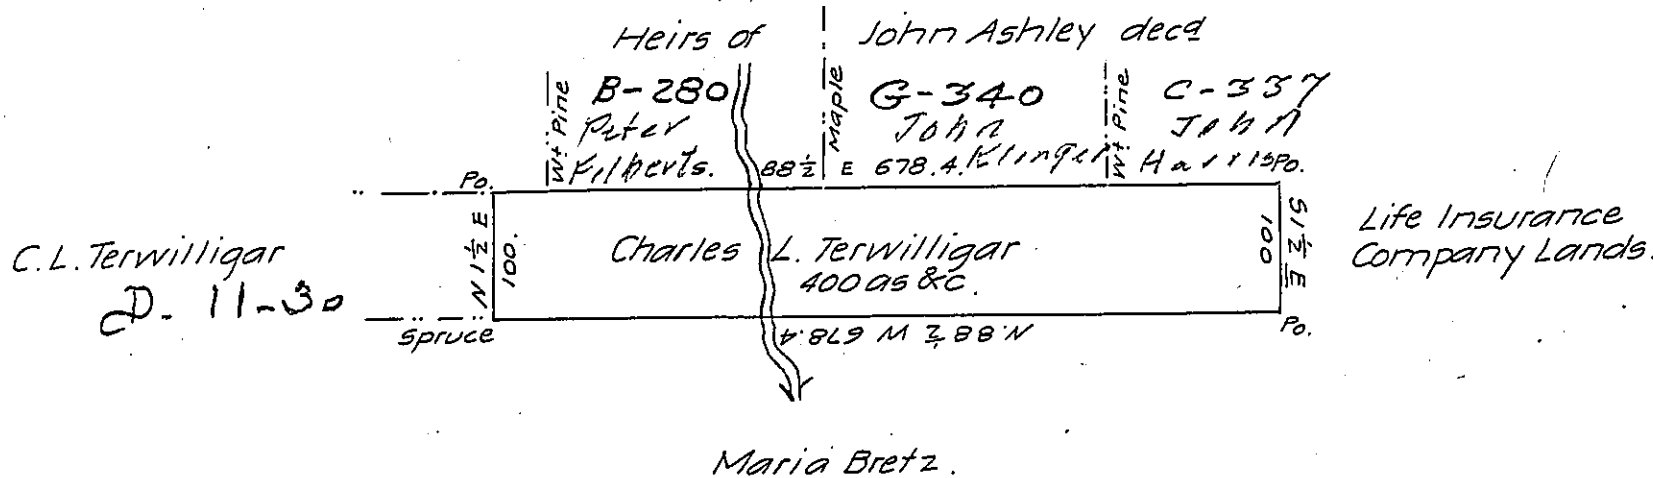 Heirs of John Ashley decd
Wt Pine
B-280
Peter
Filberts.
Maple
G-340
John
Klinger
Wt Pine
C-337
John
Harris
Po.
88½ E 678.4.
Po.
C.L. Terwilligar
D- 11-30
N 1½ E
100.
Charles L. Terwilligar
400 as &c.
100
S 1½ E
Life Insurance
Company Lands.
Spruce
N. 88½ W 678.4
Po.
Maria Bretz.